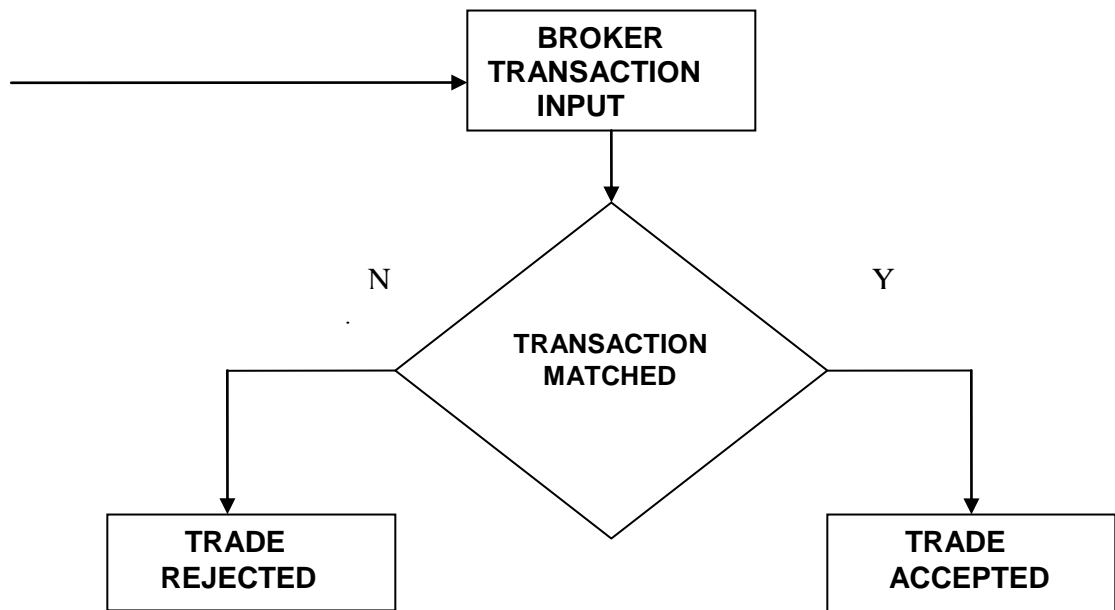 BROKER
TRANSACTION
INPUT
N
Y
TRANSACTION
MATCHED
TRADE
REJECTED
TRADE
ACCEPTED